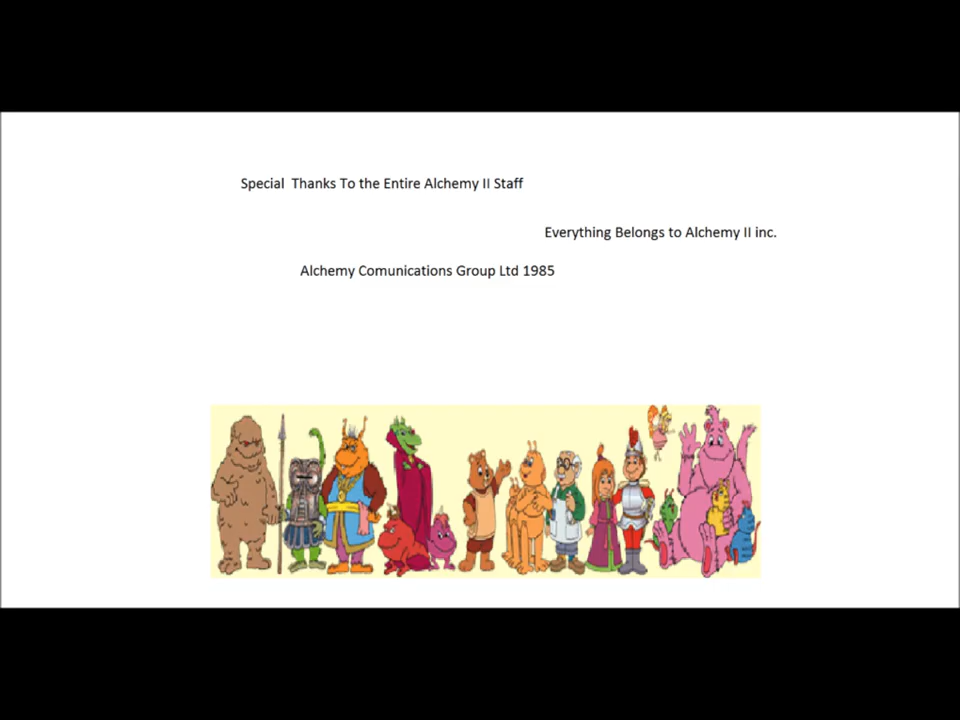 Special  Thanks To the Entire Alchemy II Staff
Everything Belongs to Alchemy II inc.
Alchemy Comunications Group Ltd 1985